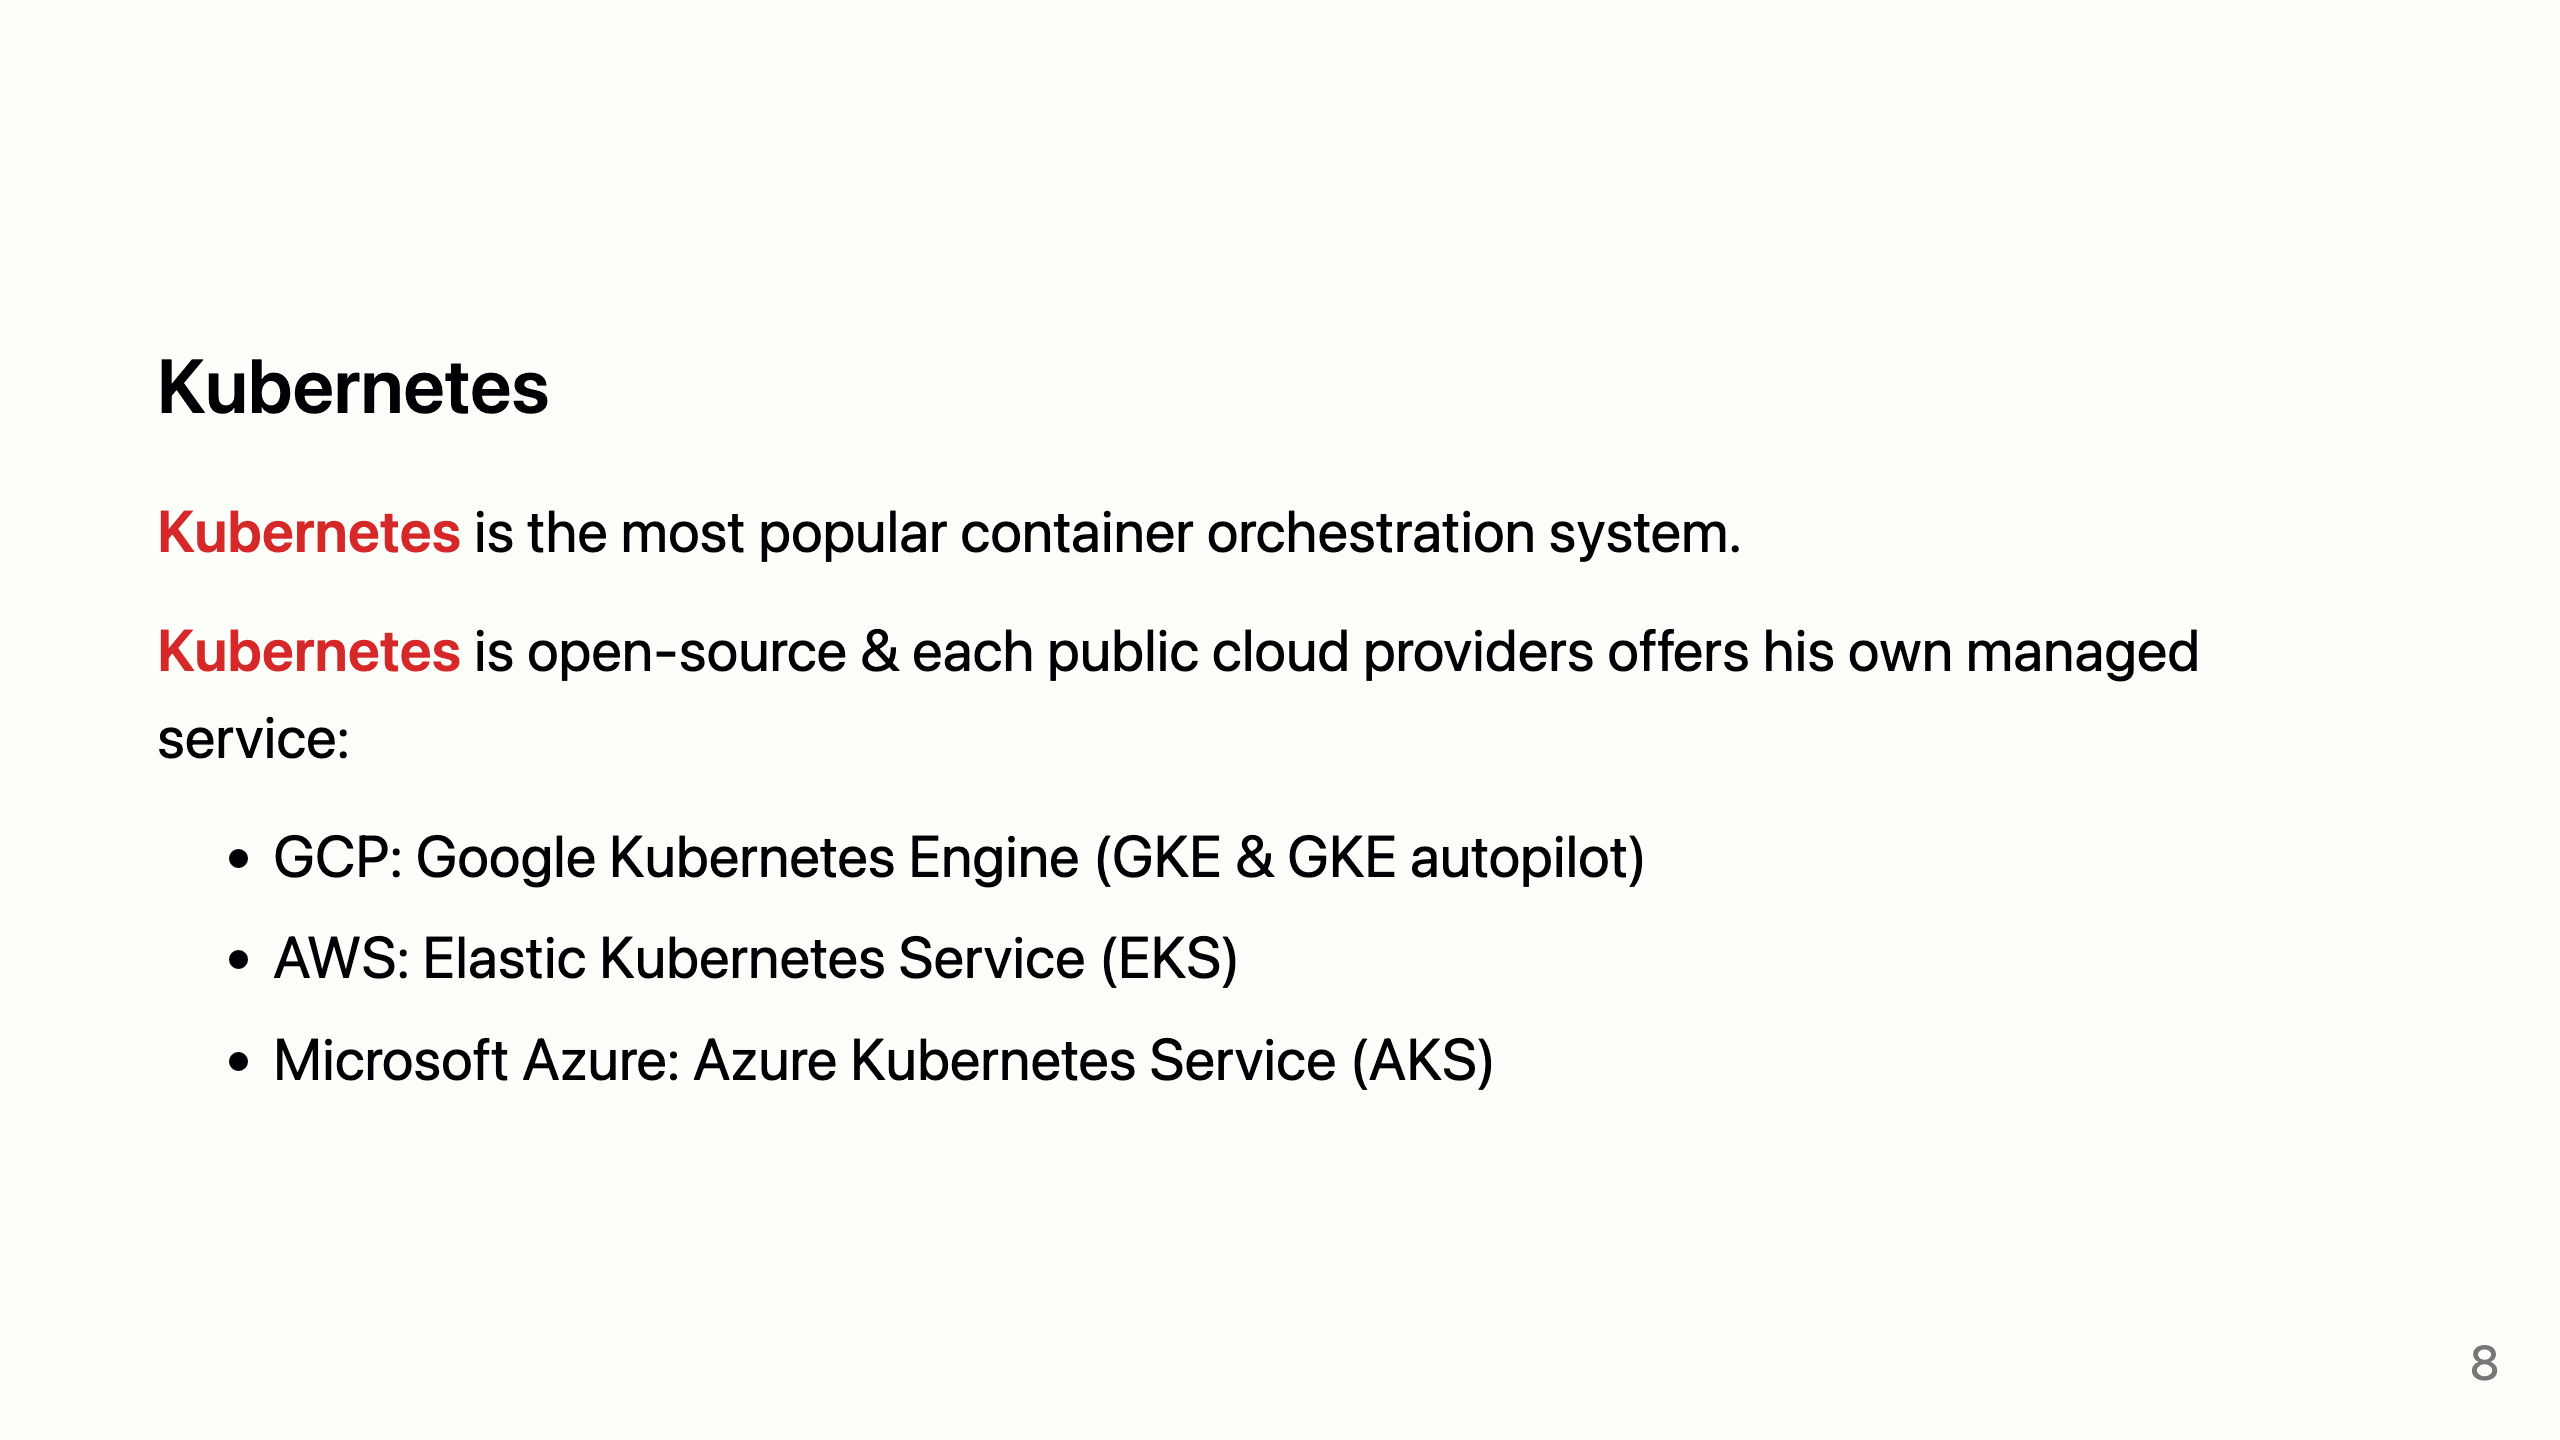 Kubernetes
Kubernetes is the most popular container orchestration system.
Kubernetes is open-source & each public cloud providers offers his own managed
service:
• GCP: Google Kubernetes Engine (GKE & GKE autopilot)
• AWS: Elastic Kubernetes Service (EKS)
• Microsoft Azure: Azure Kubernetes Service (AKS)
8